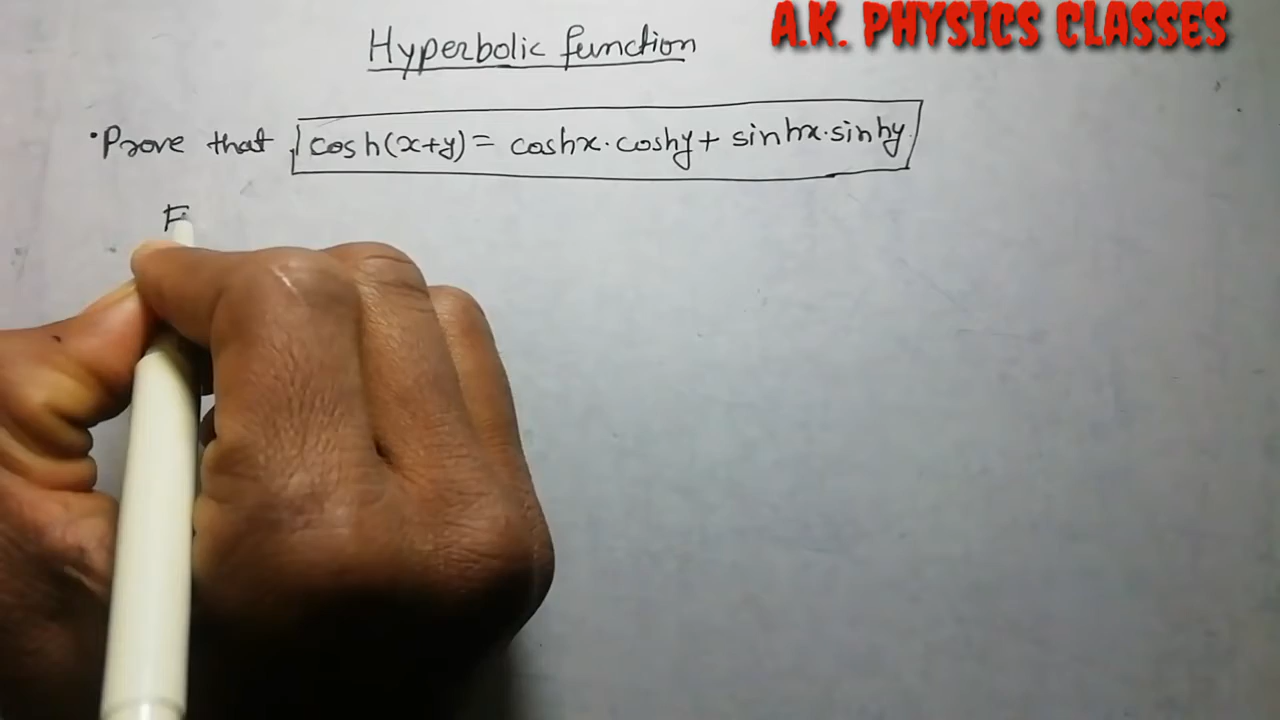 A.K. PHYSICS CLASSES
Hyperbolic function
•Prove that, cosh(x+y)= coshx·coshy+ sinhx·sinhy.
F